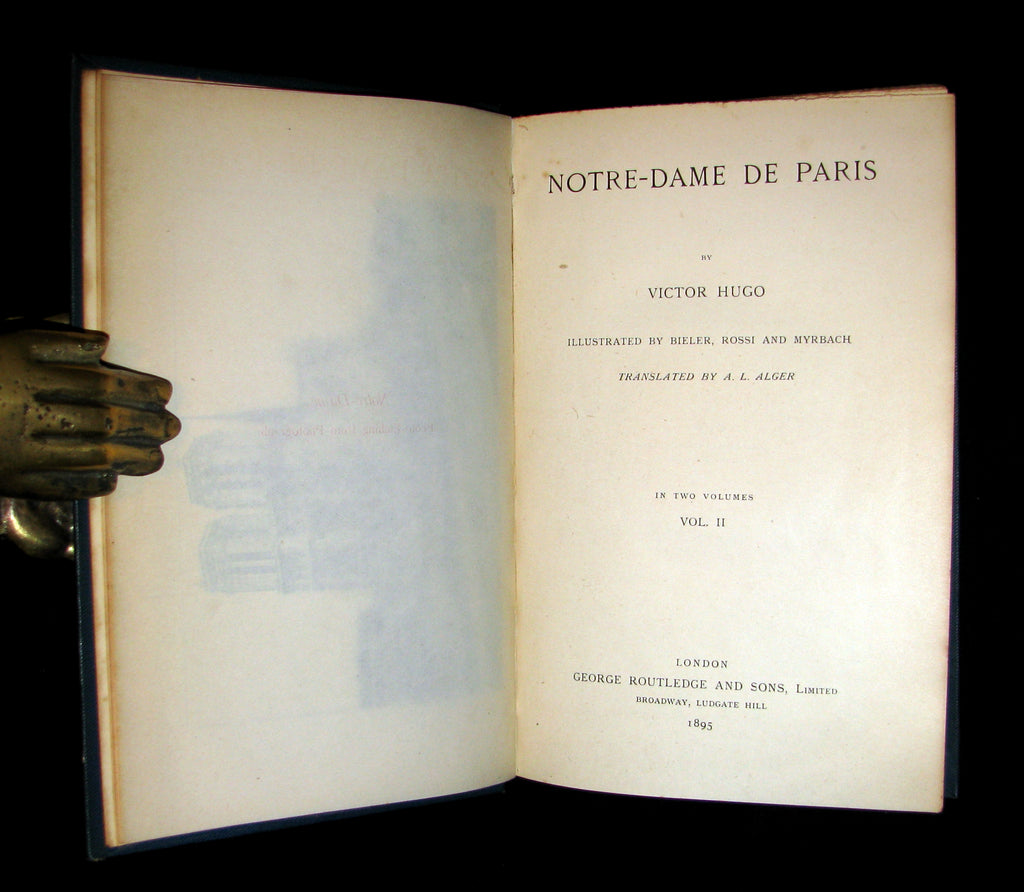 NOTRE-DAME DE PARIS
BY
VICTOR HUGO
ILLUSTRATED BY BIELER, ROSSI AND MYRBACH
TRANSLATED BY A. L. ALGER
IN TWO VOLUMES
VOL. II
LONDON
GEORGE ROUTLEDGE AND SONS, LIMITED
BROADWAY, LUDGATE HILL
1895